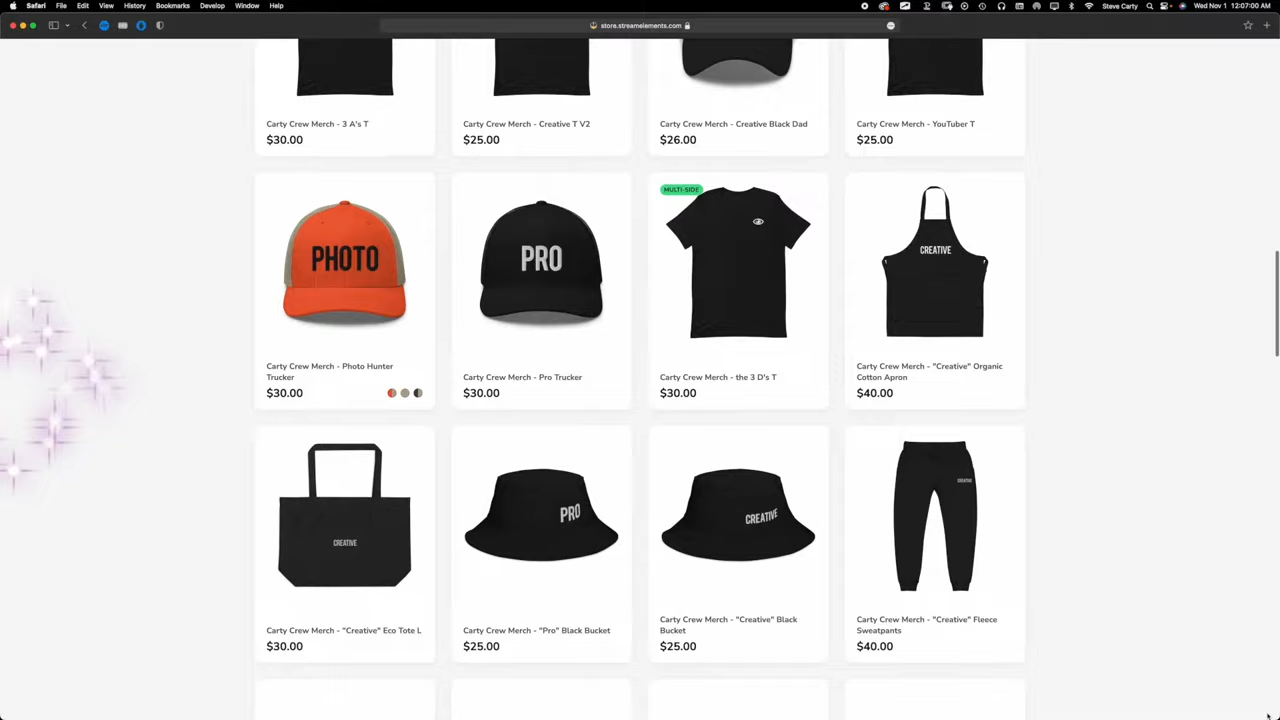 Safari File Edit View History Bookmarks Develop Window Help
Steve Carty Wed Nov 1 12:07:00 AM
store.streamelements.com
Carty Crew Merch - 3 A's T
$30.00
Carty Crew Merch - Creative T V2
$25.00
Carty Crew Merch - Creative Black Dad
$26.00
Carty Crew Merch - YouTuber T
$25.00
PHOTO
Carty Crew Merch - Photo Hunter
Trucker
$30.00
PRO
Carty Crew Merch - Pro Trucker
$30.00
MULTI-SIDE
Carty Crew Merch - the 3 D's T
$30.00
CREATIVE
Carty Crew Merch - "Creative" Organic
Cotton Apron
$40.00
CREATIVE
Carty Crew Merch - "Creative" Eco Tote L
$30.00
PRO
Carty Crew Merch - "Pro" Black Bucket
$25.00
CREATIVE
Carty Crew Merch - "Creative" Black
Bucket
$25.00
CREATIVE
Carty Crew Merch - "Creative" Fleece
Sweatpants
$40.00